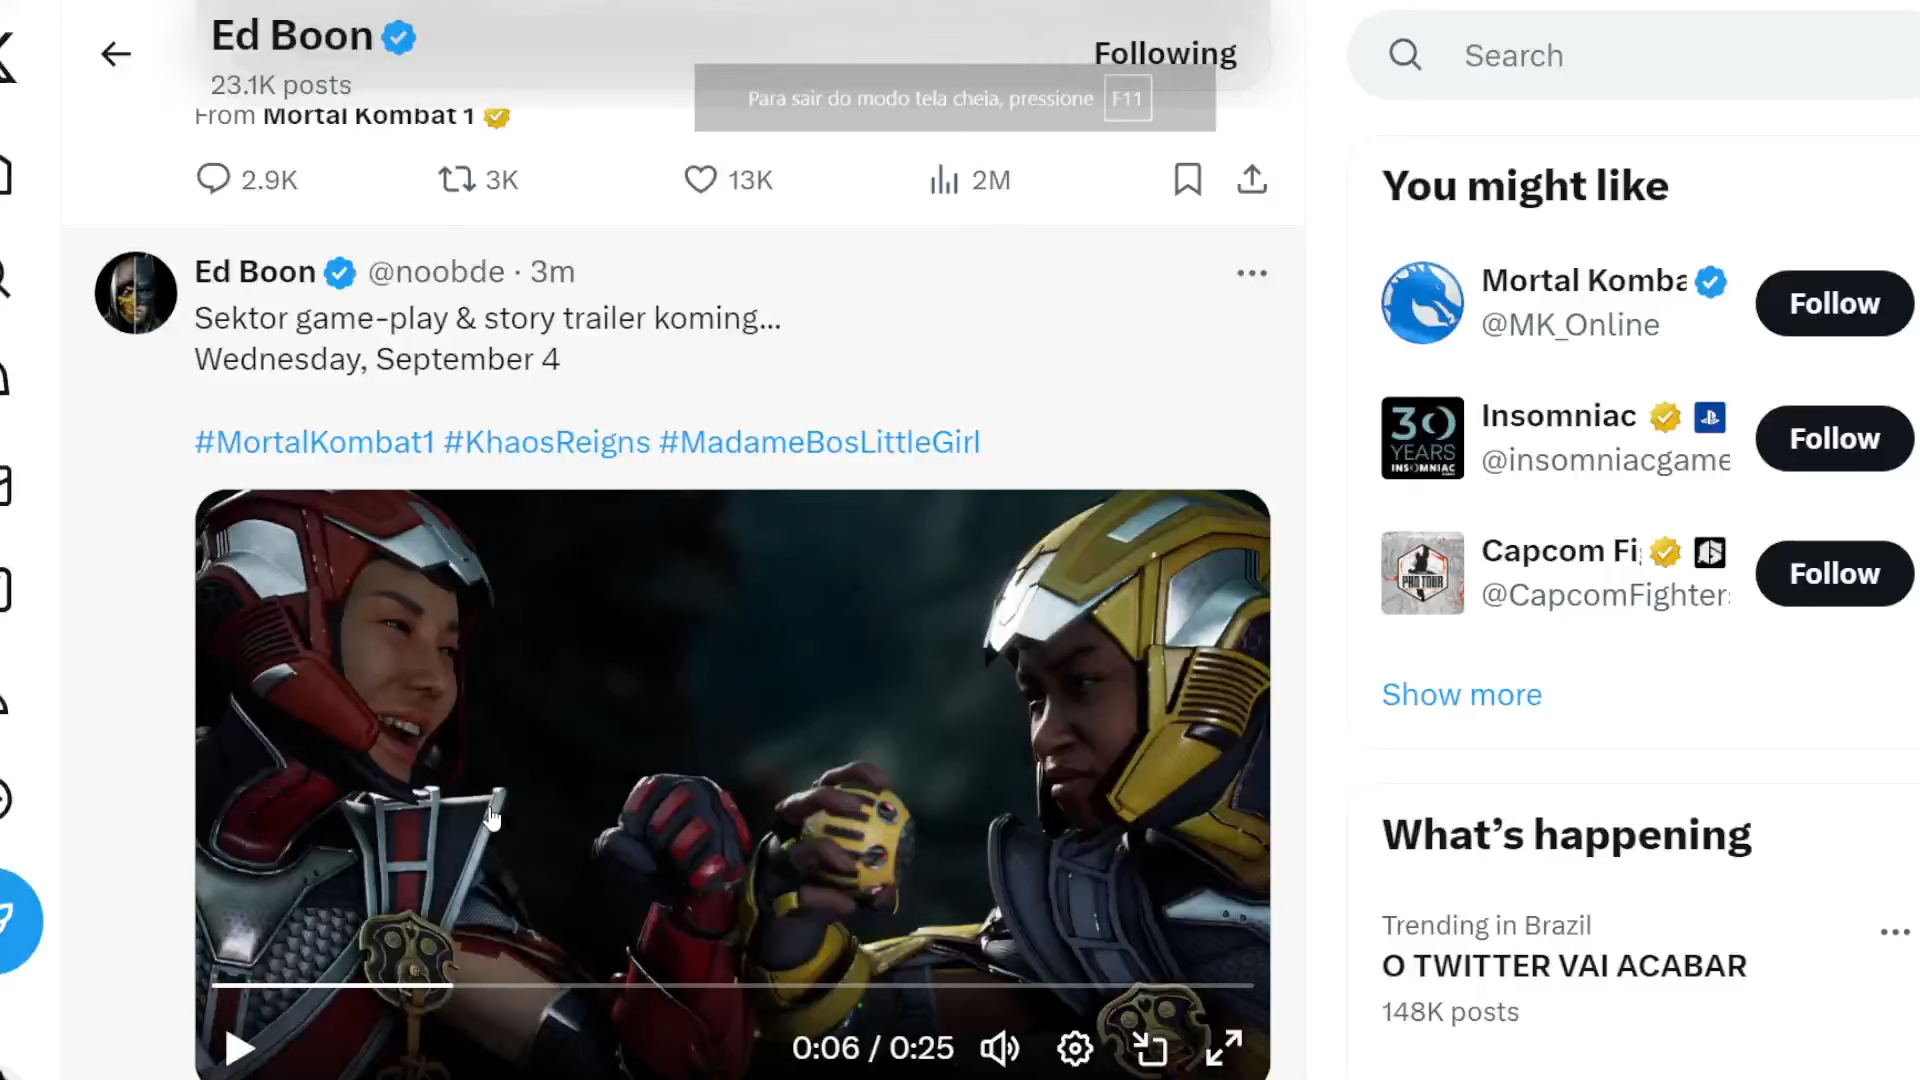 Ed Boon
23.1K posts
Following
Para sair do modo tela cheia, pressione F11
From Mortal Kombat 1
2.9K
3K
13K
2M
Ed Boon @noobde · 3m
Sektor game-play & story trailer koming...
Wednesday, September 4
#MortalKombat1 #KhaosReigns #MadameBosLittleGirl
0:06 / 0:25
Search
You might like
Mortal Komba
@MK_Online
Follow
30
YEARS
INSOMNIAC
Insomniac
@insomniacgame
Follow
PRO TOUR
Capcom Fi
@CapcomFighter
Follow
Show more
What's happening
Trending in Brazil
O TWITTER VAI ACABAR
148K posts